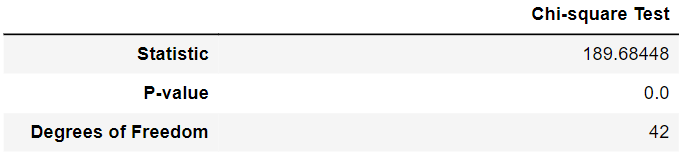 Chi-square Test
Statistic 189.68448
P-value 0.0
Degrees of Freedom 42